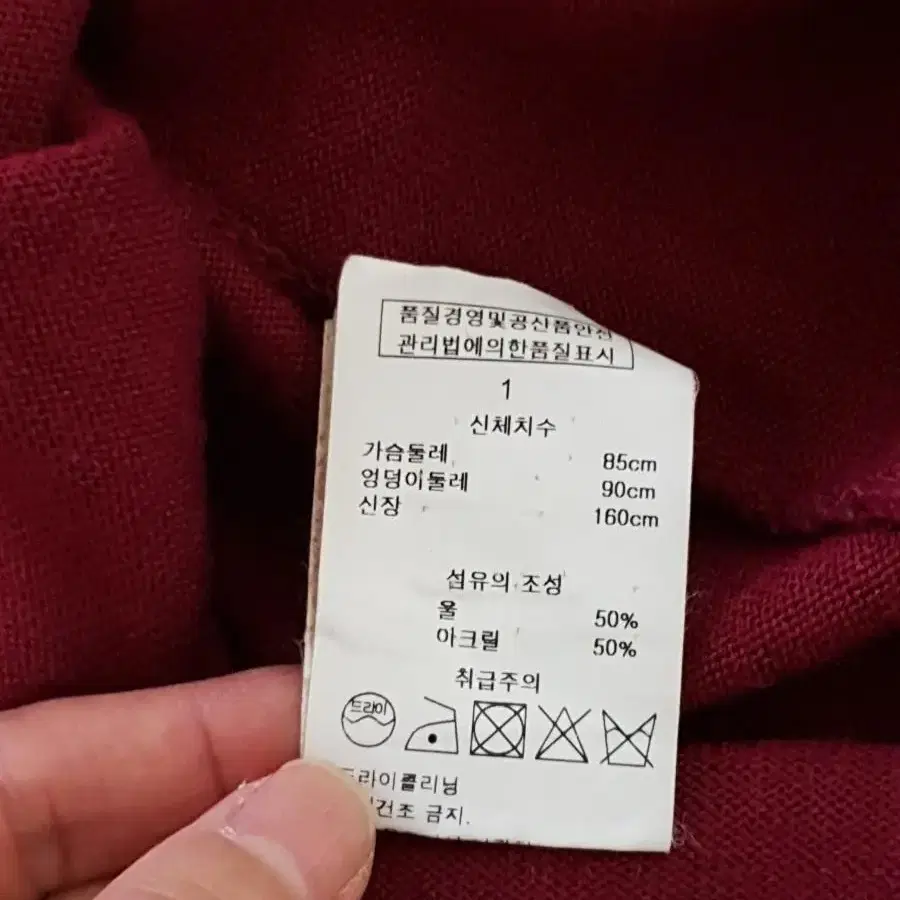 품질경영및공산품안전
관리법에의한품질표시
1
신체치수
가슴둘레 85cm
엉덩이둘레 90cm
신장 160cm
섬유의 조성
울 50%
아크릴 50%
취급주의
드라이
드라이클리닝
건조 금지.